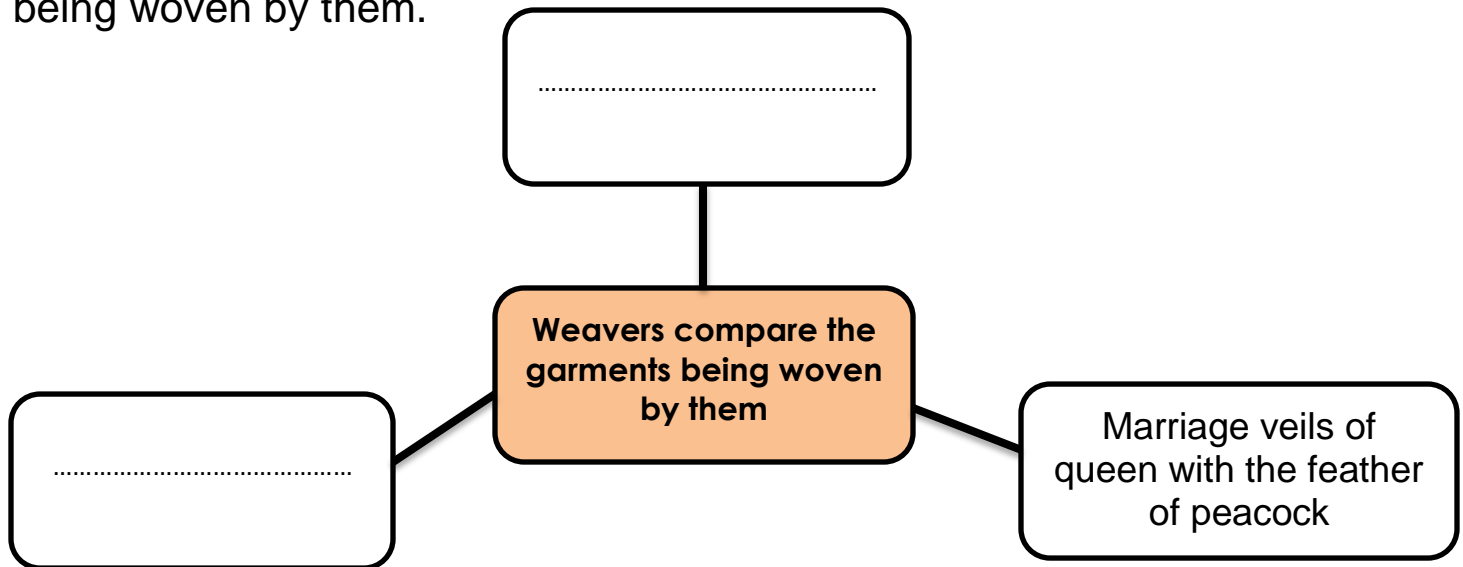 being woven by them.
……………………………………………
Weavers compare the
garments being woven
by them
………………………………………
Marriage veils of
queen with the feather
of peacock